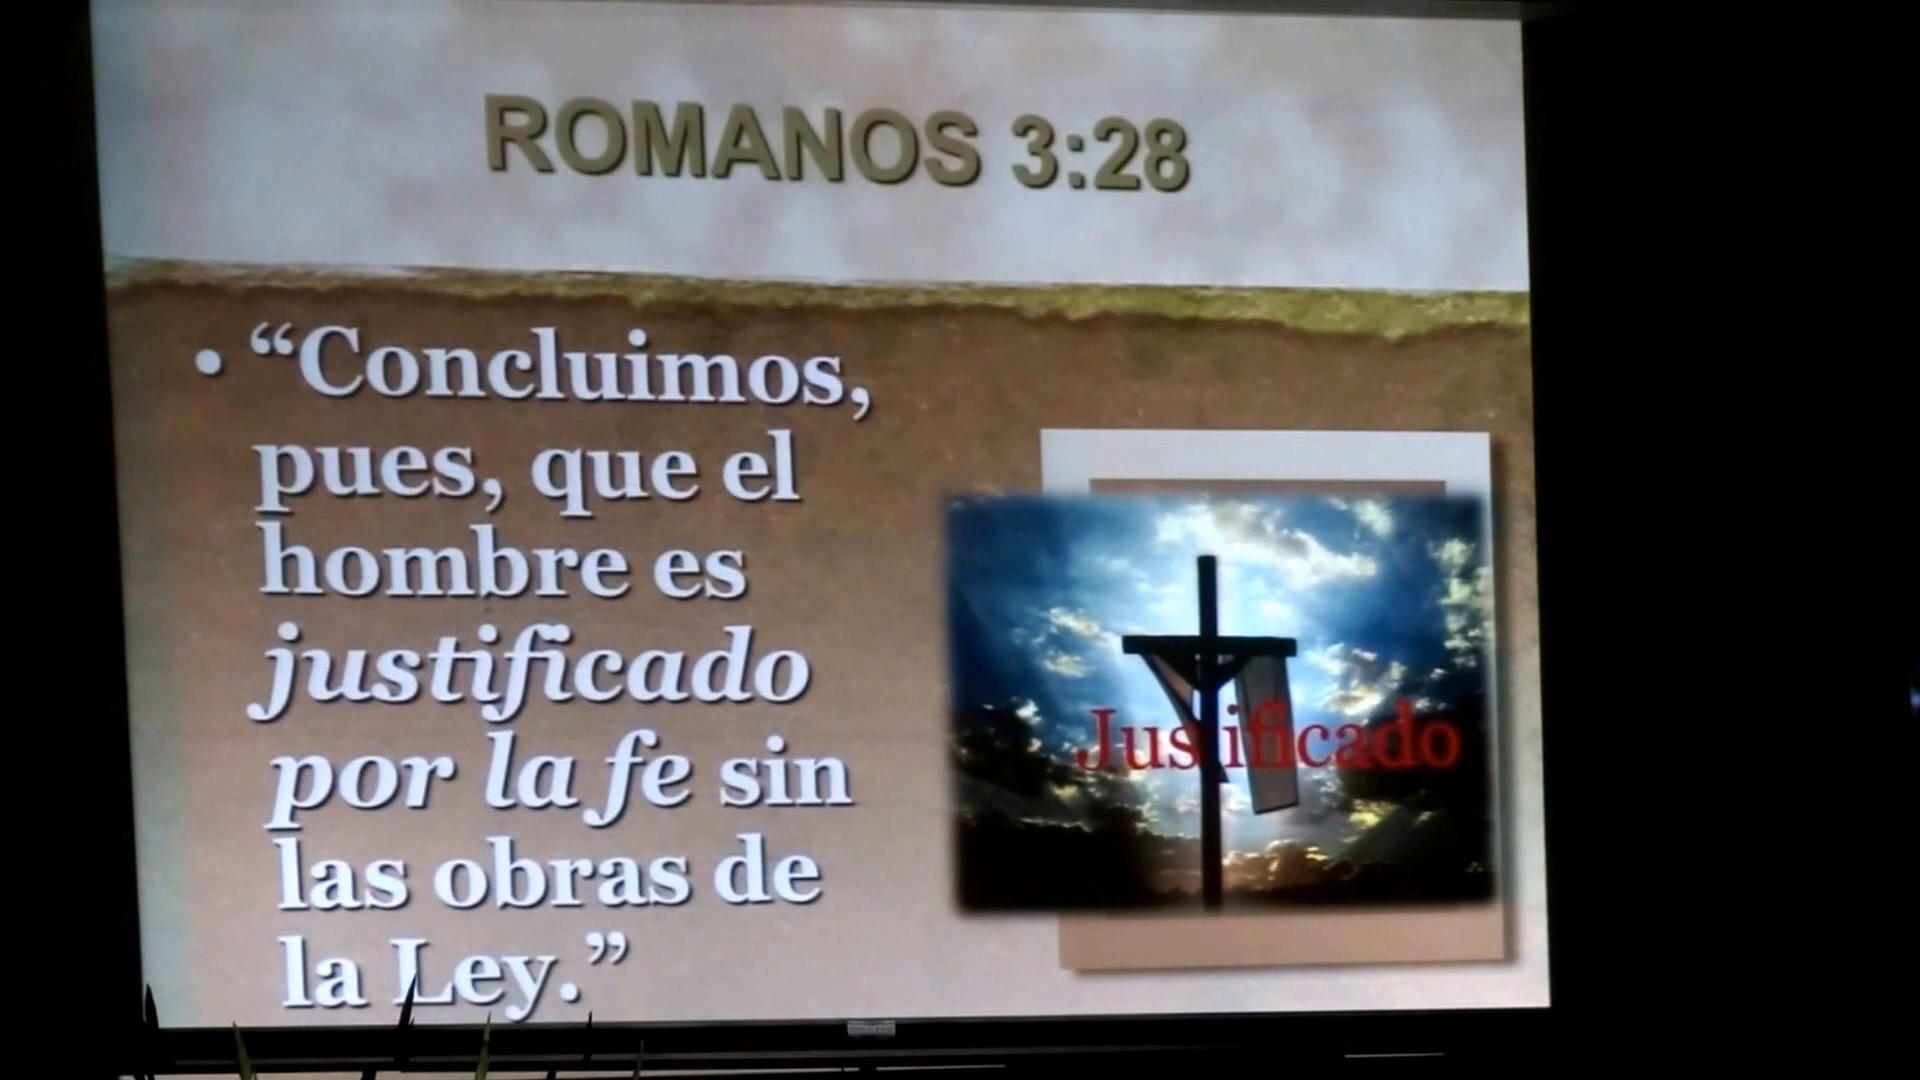 ROMANOS 3:28
• “Concluimos,
pues, que el
hombre es
justificado
por la fe sin
las obras de
la Ley.”
Justificado